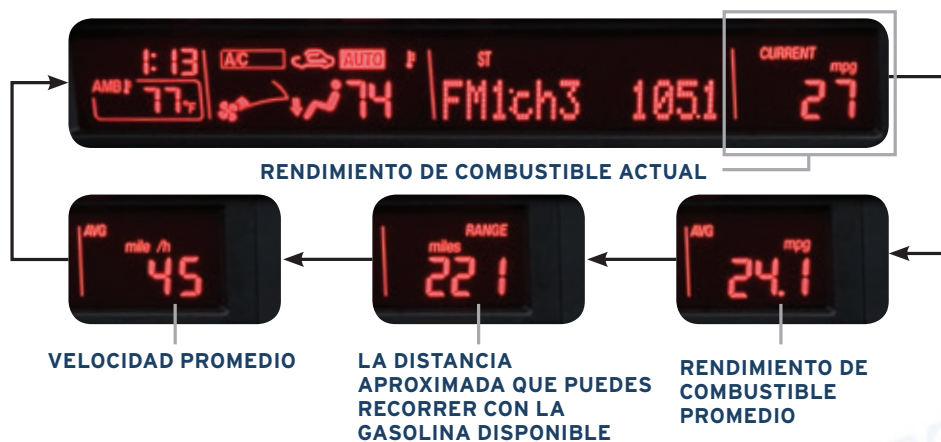 1:13 A/C AUTO ST CURRENT mpg
AMB 77°F 74 FM1:ch3 105.1 27
RENDIMIENTO DE COMBUSTIBLE ACTUAL
AVG
mile /h
45
RANGE
miles
221
AVG
mpg
24.1
VELOCIDAD PROMEDIO
LA DISTANCIA
APROXIMADA QUE PUEDES
RECORRER CON LA
GASOLINA DISPONIBLE
RENDIMIENTO DE
COMBUSTIBLE
PROMEDIO